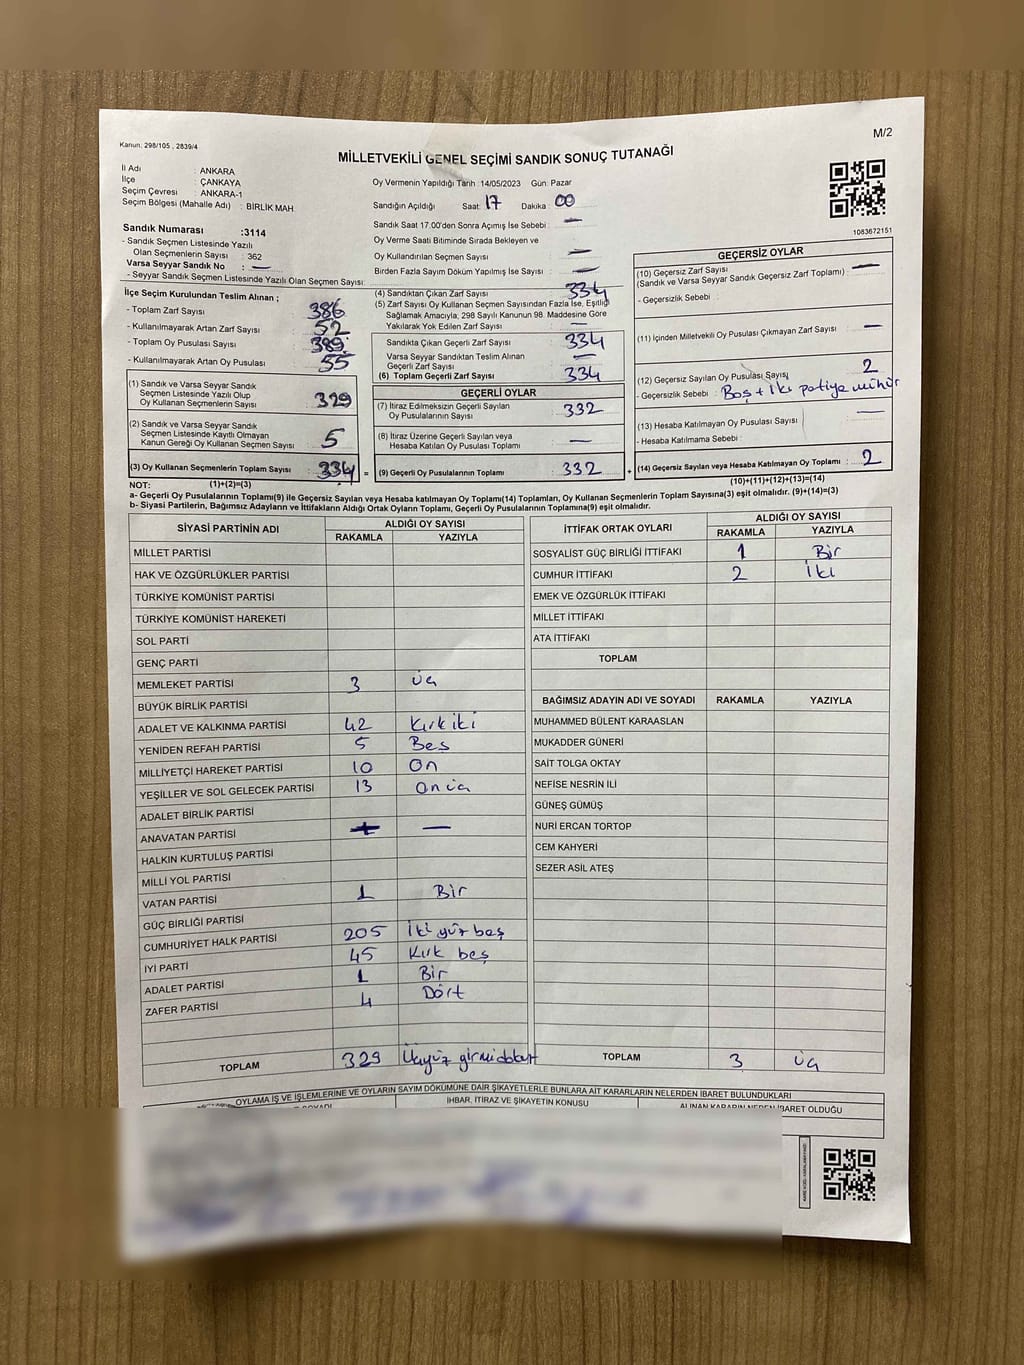 Kanun: 298/105 , 2839/4
M/2
MİLLETVEKİLİ GENEL SEÇİMİ SANDIK SONUÇ TUTANAĞI
İl Adı : ANKARA
İlçe : ÇANKAYA
Seçim Çevresi : ANKARA-1
Seçim Bölgesi (Mahalle Adı) : BİRLİK MAH.
Sandık Numarası :3114
- Sandık Seçmen Listesinde Yazılı
Olan Seçmenlerin Sayısı : 362
Varsa Seyyar Sandık No : —
- Seyyar Sandık Seçmen Listesinde Yazılı Olan Seçmen Sayısı:
Oy Vermenin Yapıldığı Tarih :14/05/2023 Gün: Pazar
Sandığın Açıldığı Saat: 17 Dakika : 00
Sandık Saat 17.00'den Sonra Açımış İse Sebebi : —
Oy Verme Saati Bitiminde Sırada Bekleyen ve
Oy Kullandırılan Seçmen Sayısı : —
Birden Fazla Sayım Döküm Yapılmış İse Sayısı : —
1083672151
İlçe Seçim Kurulundan Teslim Alınan ;
- Toplam Zarf Sayısı : 386
- Kullanılmayarak Artan Zarf Sayısı : 52
- Toplam Oy Pusulası Sayısı : 389
- Kullanılmayarak Artan Oy Pusulası : 55
(1) Sandık ve Varsa Seyyar Sandık
Seçmen Listesinde Yazılı Olup
Oy Kullanan Seçmenlerin Sayısı : 329
(2) Sandık ve Varsa Seyyar Sandık
Seçmen Listesinde Kayıtlı Olmayan
Kanun Gereği Oy Kullanan Seçmen Sayısı : 5
(3) Oy Kullanan Seçmenlerin Toplam Sayısı : 334 =
(4) Sandıktan Çıkan Zarf Sayısı : 334
(5) Zarf Sayısı Oy Kullanan Seçmen Sayısından Fazla İse, Eşitliği
Sağlamak Amacıyla, 298 Sayılı Kanunun 98. Maddesine Göre
Yakılarak Yok Edilen Zarf Sayısı : —
Sandıkta Çıkan Geçerli Zarf Sayısı : 334
Varsa Seyyar Sandıktan Teslim Alınan
Geçerli Zarf Sayısı : —
(6) Toplam Geçerli Zarf Sayısı : 334
GEÇERLİ OYLAR
(7) İtiraz Edilmeksizin Geçerli Sayılan
Oy Pusulalarının Sayısı : 332
(8) İtiraz Üzerine Geçerli Sayılan veya
Hesaba Katılan Oy Pusulası Toplamı : —
(9) Geçerli Oy Pusulalarının Toplamı : 332 +
GEÇERSİZ OYLAR
(10) Geçersiz Zarf Sayısı : —
(Sandık ve Varsa Seyyar Sandık Geçersiz Zarf Toplamı)
- Geçersizlik Sebebi :
(11) İçinden Milletvekili Oy Pusulası Çıkmayan Zarf Sayısı : —
(12) Geçersiz Sayılan Oy Pusulası Sayısı : 2
- Geçersizlik Sebebi : Boş + İki patiye mühür
(13) Hesaba Katılmayan Oy Pusulası Sayısı : —
- Hesaba Katılmama Sebebi :
(14) Geçersiz Sayılan veya Hesaba Katılmayan Oy Toplamı : 2
NOT: (1)+(2)=(3)
(10)+(11)+(12)+(13)=(14)
a- Geçerli Oy Pusulalarının Toplamı(9) ile Geçersiz Sayılan veya Hesaba katılmayan Oy Toplamı(14) Toplamları, Oy Kullanan Seçmenlerin Toplam Sayısına(3) eşit olmalıdır. (9)+(14)=(3)
b- Siyasi Partilerin, Bağımsız Adayların ve İttifakların Aldığı Ortak Oyların Toplamı, Geçerli Oy Pusulalarının Toplamına(9) eşit olmalıdır.
SİYASİ PARTİNİN ADI ALDIĞI OY SAYISI
RAKAMLA YAZIYLA
MİLLET PARTİSİ
HAK VE ÖZGÜRLÜKLER PARTİSİ
TÜRKİYE KOMÜNİST PARTİSİ
TÜRKİYE KOMÜNİST HAREKETİ
SOL PARTİ
GENÇ PARTİ
MEMLEKET PARTİSİ 3 üç
BÜYÜK BİRLİK PARTİSİ
ADALET VE KALKINMA PARTİSİ 42 Kırk iki
YENİDEN REFAH PARTİSİ 5 Beş
MİLLİYETÇİ HAREKET PARTİSİ 10 On
YEŞİLLER VE SOL GELECEK PARTİSİ 13 On üç
ADALET BİRLİK PARTİSİ
ANAVATAN PARTİSİ —
HALKIN KURTULUŞ PARTİSİ
MİLLİ YOL PARTİSİ
VATAN PARTİSİ 1 Bir
GÜÇ BİRLİĞİ PARTİSİ
CUMHURİYET HALK PARTİSİ 205 İki yüz beş
İYİ PARTİ 45 Kırk beş
ADALET PARTİSİ 1 Bir
ZAFER PARTİSİ 4 Dört
TOPLAM 329
İTTİFAK ORTAK OYLARI ALDIĞI OY SAYISI
RAKAMLA YAZIYLA
SOSYALİST GÜÇ BİRLİĞİ İTTİFAKI 1 Bir
CUMHUR İTTİFAKI 2 İki
EMEK VE ÖZGÜRLÜK İTTİFAKI
MİLLET İTTİFAKI
ATA İTTİFAKI
TOPLAM
BAĞIMSIZ ADAYIN ADI VE SOYADI RAKAMLA YAZIYLA
MUHAMMED BÜLENT KARAASLAN
MUKADDER GÜNERİ
SAİT TOLGA OKTAY
NEFİSE NESRİN İLİ
GÜNEŞ GÜMÜŞ
NURİ ERCAN TORTOP
CEM KAHYERİ
SEZER ASİL ATEŞ
TOPLAM 3 üç
OYLAMA İŞ VE İŞLEMLERİNE VE OYLARIN SAYIM DÖKÜMÜNE DAİR ŞİKAYETLERLE BUNLARA AİT KARARLARIN NELERDEN İBARET BULUNDUKLARI
İHBAR, İTİRAZ VE ŞİKAYETİN KONUSU
ALINAN KARARIN NEDEN İBARET OLDUĞU